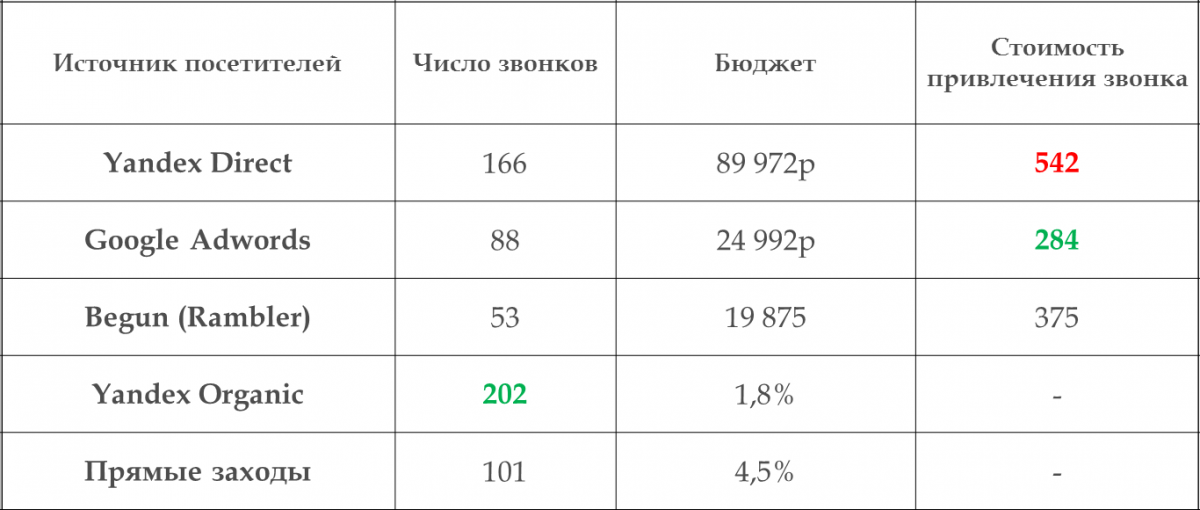 Источник посетителей Число звонков Бюджет Стоимость
привлечения звонка
Yandex Direct 166 89 972р 542
Google Adwords 88 24 992р 284
Begun (Rambler) 53 19 875 375
Yandex Organic 202 1,8% -
Прямые заходы 101 4,5% -